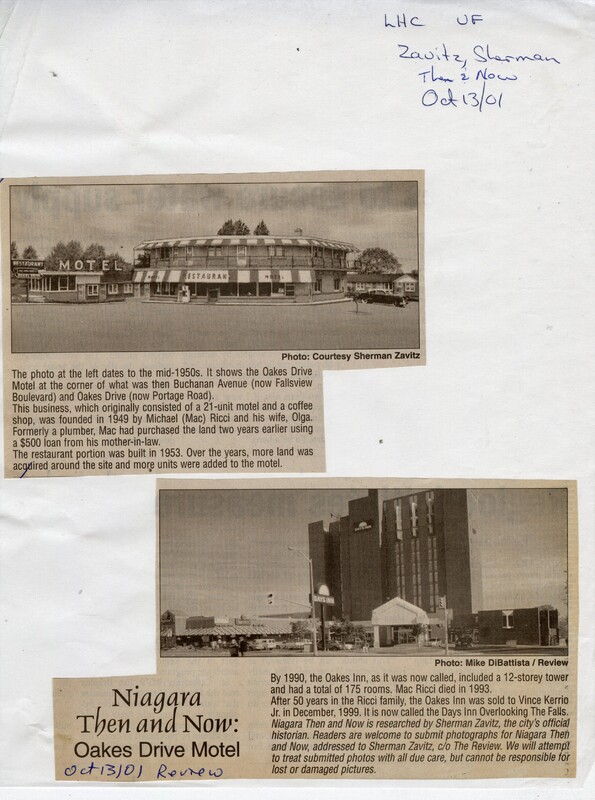 LHC VF
Zavitz, Sherman
Then & Now
Oct 13/01
RESTAURANT
MOTEL
RESTAURANT
MOTEL
Photo: Courtesy Sherman Zavitz
The photo at the left dates to the mid-1950s. It shows the Oakes Drive
Motel at the corner of what was then Buchanan Avenue (now Fallsview
Boulevard) and Oakes Drive (now Portage Road).
This business, which originally consisted of a 21-unit motel and a coffee
shop, was founded in 1949 by Michael (Mac) Ricci and his wife, Olga.
Formerly a plumber, Mac had purchased the land two years earlier using
a $500 loan from his mother-in-law.
The restaurant portion was built in 1953. Over the years, more land was
acquired around the site and more units were added to the motel.
DAYS INN
Photo: Mike DiBattista / Review
By 1990, the Oakes Inn, as it was now called, included a 12-storey tower
and had a total of 175 rooms. Mac Ricci died in 1993.
After 50 years in the Ricci family, the Oakes Inn was sold to Vince Kerrio
Jr. in December, 1999. It is now called the Days Inn Overlooking The Falls.
Niagara Then and Now is researched by Sherman Zavitz, the city's official
historian. Readers are welcome to submit photographs for Niagara Then
and Now, addressed to Sherman Zavitz, c/o The Review. We will attempt
to treat submitted photos with all due care, but cannot be responsible for
lost or damaged pictures.
Niagara
Then and Now:
Oakes Drive Motel
Oct 13/01 Review